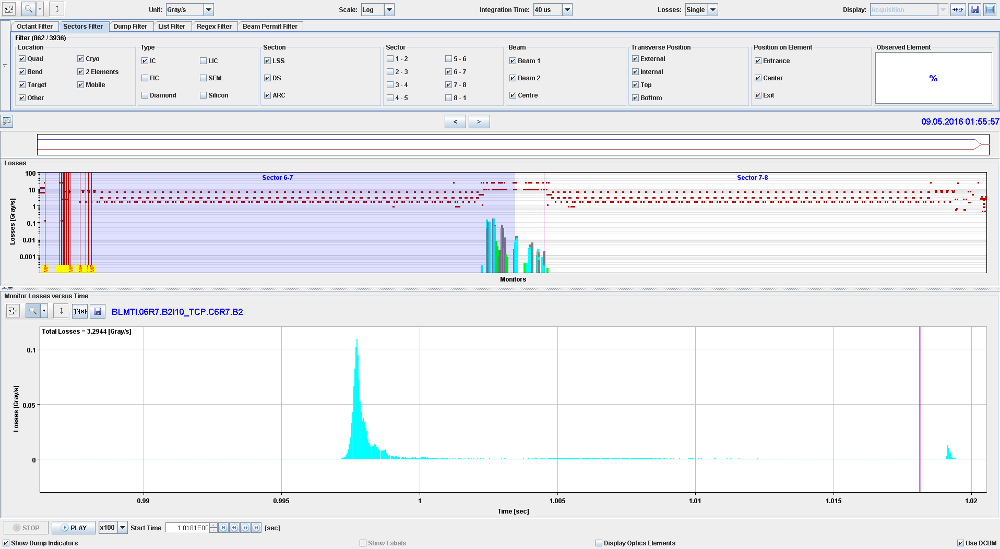 Unit: Gray/s Scale: Log Integration Time: 40 us Losses: Single Display: Acquisition →REF
Octant Filter Sectors Filter Dump Filter List Filter Regex Filter Beam Permit Filter
Filter (862 / 3936)
Location Type Section Sector Beam Transverse Position Position on Element Observed Element
Quad Cryo IC LIC LSS 1 - 2 5 - 6 Beam 1 External Entrance
Bend 2 Elements FIC SEM DS 2 - 3 6 - 7 Beam 2 Internal Center %
Target Mobile Diamond Silicon ARC 3 - 4 7 - 8 Centre Top Exit
Other 4 - 5 8 - 1 Bottom
< > 09.05.2016 01:55:57
Losses
Losses [Gray/s]
100
10
1
0.1
0.01
0.001
Sector 6-7 Sector 7-8
MP MP MP MP
Monitors
Monitor Losses versus Time
F(x) BLMTI.06R7.B2I10_TCP.C6R7.B2
Total Losses = 3.2944 [Gray/s]
Losses [Gray/s]
0.1
0.05
0
0.99 0.995 1 1.005 1.01 1.015 1.02
Time [sec]
STOP PLAY x100 Start Time 1.0181E00 [sec]
Show Dump Indicators Show Labels Display Optics Elements Use DCUM